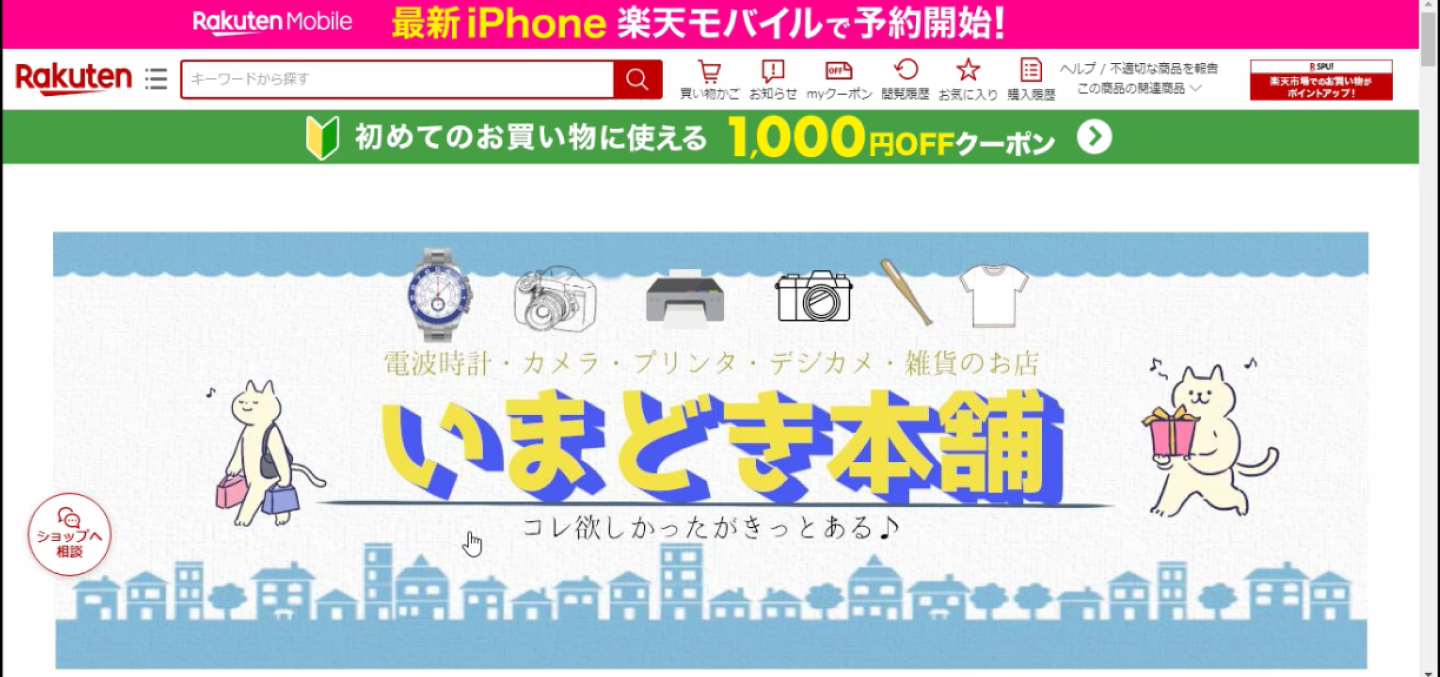 Rakuten Mobile 最新iPhone 楽天モバイルで予約開始!
Rakuten
キーワードから探す
買い物かご お知らせ myクーポン 閲覧履歴 お気に入り 購入履歴
OFF
ヘルプ / 不適切な商品を報告
この商品の関連商品
R SPU!
楽天市場でのお買い物が
ポイントアップ!
初めてのお買い物に使える 1,000円OFFクーポン
電波時計・カメラ・プリンタ・デジカメ・雑貨のお店
いまどき本舗
コレ欲しかったがきっとある♪
ショップへ
相談